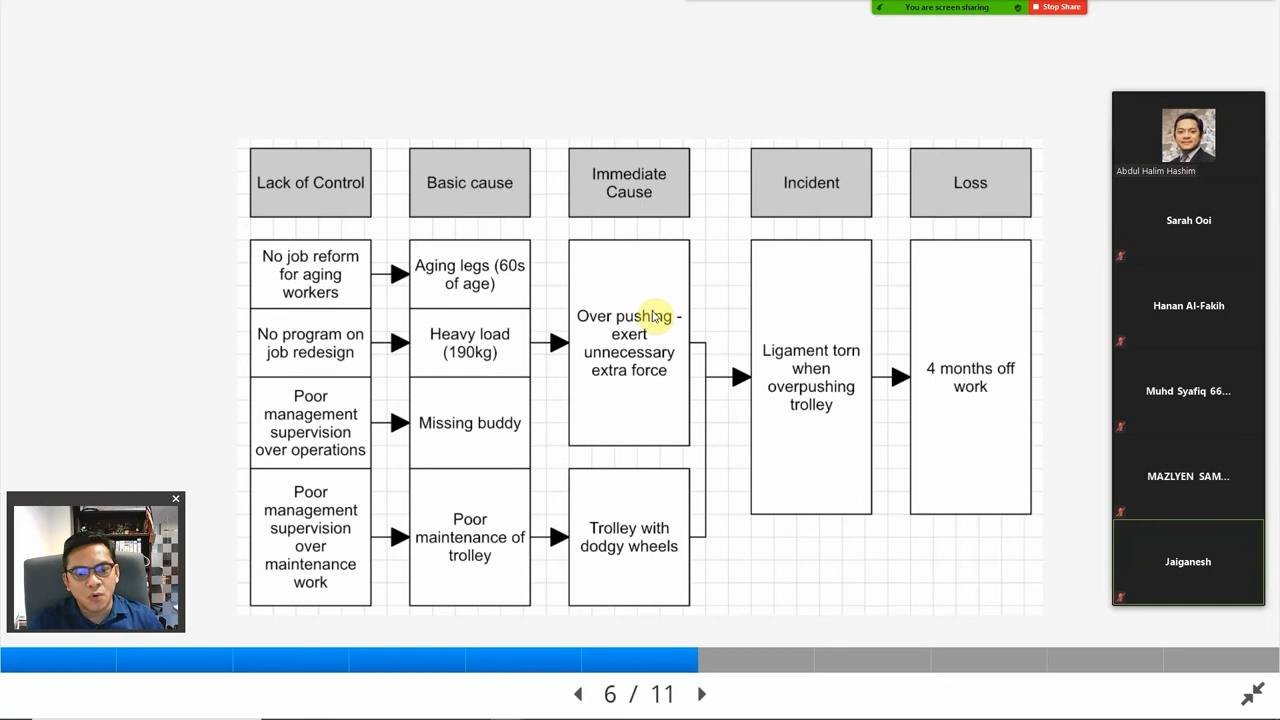 You are screen sharing
Stop Share
Lack of Control
Basic cause
Immediate
Cause
Incident
Loss
No job reform
for aging
workers
Aging legs (60s
of age)
No program on
job redesign
Heavy load
(190kg)
Poor
management
supervision
over operations
Missing buddy
Poor
management
supervision
over
maintenance
work
Poor
maintenance of
trolley
Over pushing -
exert
unnecessary
extra force
Trolley with
dodgy wheels
Ligament torn
when
overpushing
trolley
4 months off
work
Abdul Halim Hashim
Sarah Ooi
Hanan Al-Fakih
Muhd Syafiq 66...
MAZLYEN SAM...
Jaiganesh
6 / 11